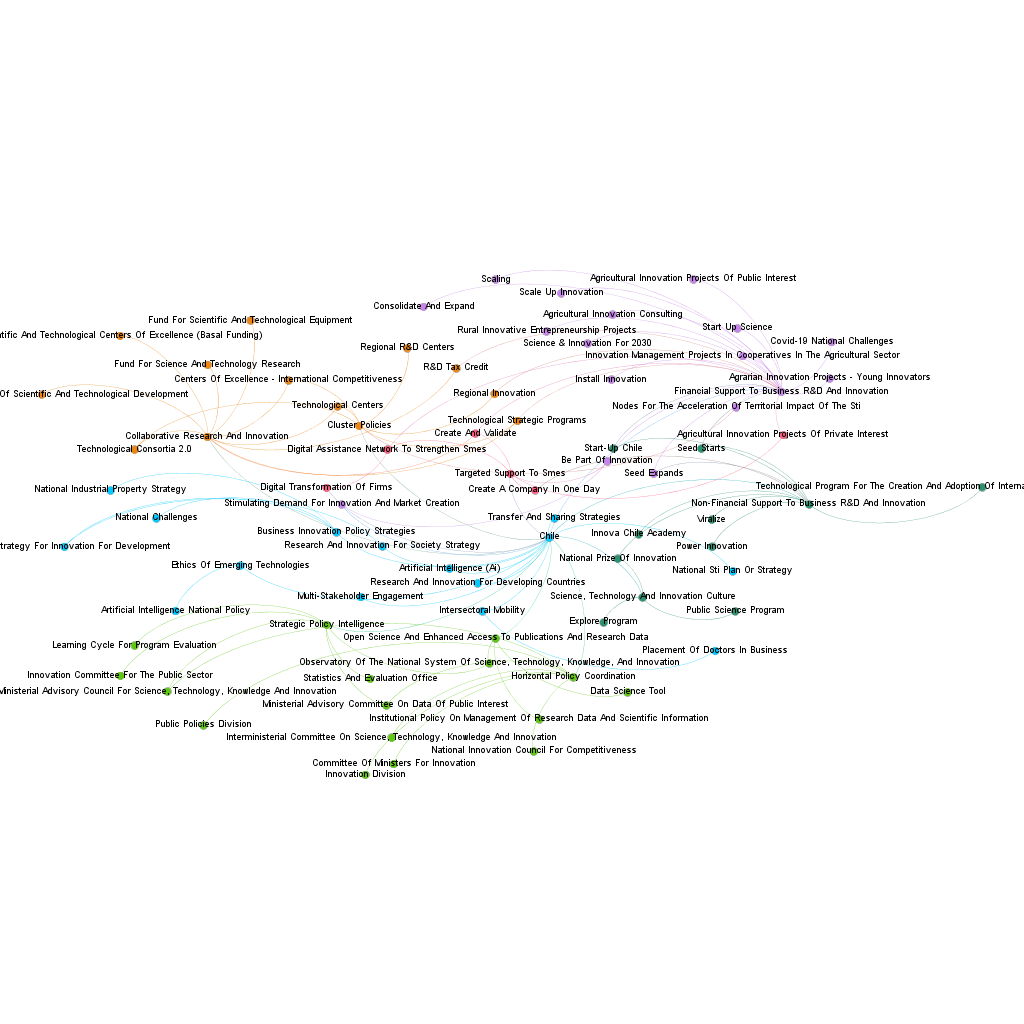 Scaling
Agricultural Innovation Projects Of Public Interest
Scale Up Innovation
Consolidate And Expand
Agricultural Innovation Consulting
Fund For Scientific And Technological Equipment
Start Up Science
Rural Innovative Entrepreneurship Projects
tific And Technological Centers Of Excellence (Basal Funding)
Science & Innovation For 2030
Covid-19 National Challenges
Regional R&D Centers
Innovation Management Projects In Cooperatives In The Agricultural Sector
Fund For Science And Technology Research
R&D Tax Credit
Centers Of Excellence - International Competitiveness
Install Innovation
Agrarian Innovation Projects - Young Innovators
Financial Support To Business R&D And Innovation
Regional Innovation
Of Scientific And Technological Development
Technological Centers
Nodes For The Acceleration Of Territorial Impact Of The Sti
Technological Strategic Programs
Cluster Policies
Create And Validate
Agricultural Innovation Projects Of Private Interest
Collaborative Research And Innovation
Start-Up Chile
Seed Starts
Technological Consortia 2.0
Digital Assistance Network To Strengthen Smes
Be Part Of Innovation
Targeted Support To Smes
Seed Expands
Digital Transformation Of Firms
Technological Program For The Creation And Adoption Of Interna
National Industrial Property Strategy
Create A Company In One Day
Stimulating Demand For Innovation And Market Creation
Non-Financial Support To Business R&D And Innovation
National Challenges
Transfer And Sharing Strategies
Viralize
Business Innovation Policy Strategies
Innova Chile Academy
Chile
trategy For Innovation For Development
Research And Innovation For Society Strategy
Power Innovation
National Prize Of Innovation
Ethics Of Emerging Technologies
Artificial Intelligence (Ai)
National Sti Plan Or Strategy
Research And Innovation For Developing Countries
Multi-Stakeholder Engagement
Science, Technology And Innovation Culture
Artificial Intelligence National Policy
Intersectoral Mobility
Public Science Program
Strategic Policy Intelligence
Explore Program
Open Science And Enhanced Access To Publications And Research Data
Learning Cycle For Program Evaluation
Placement Of Doctors In Business
Observatory Of The National System Of Science, Technology, Knowledge, And Innovation
Innovation Committee For The Public Sector
Statistics And Evaluation Office
Horizontal Policy Coordination
Ministerial Advisory Council For Science, Technology, Knowledge And Innovation
Data Science Tool
Ministerial Advisory Committee On Data Of Public Interest
Institutional Policy On Management Of Research Data And Scientific Information
Public Policies Division
Interministerial Committee On Science, Technology, Knowledge And Innovation
National Innovation Council For Competitiveness
Committee Of Ministers For Innovation
Innovation Division